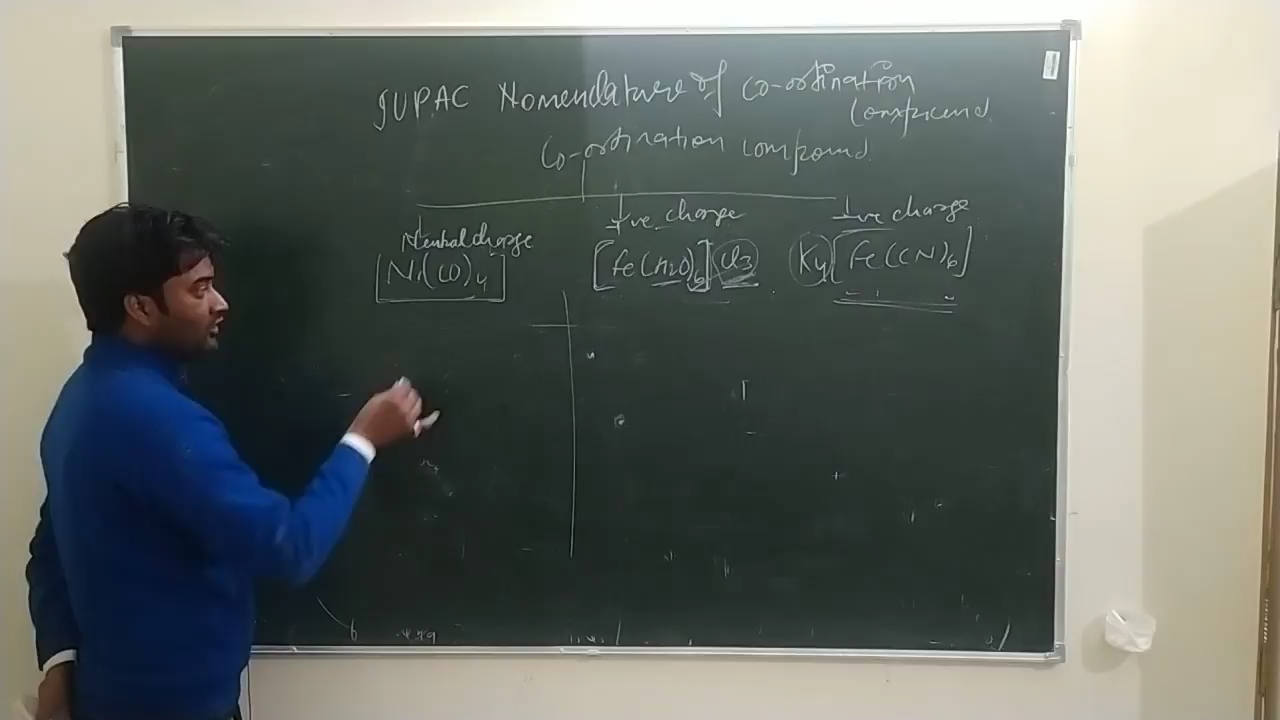 IUPAC Nomenclature of Co-ordination
Compound
Co-ordination compound
Neutral charge +ve charge -ve charge
[Ni(CO)4] [Fe(H2O)6]Cl3 K4[Fe(CN)6]